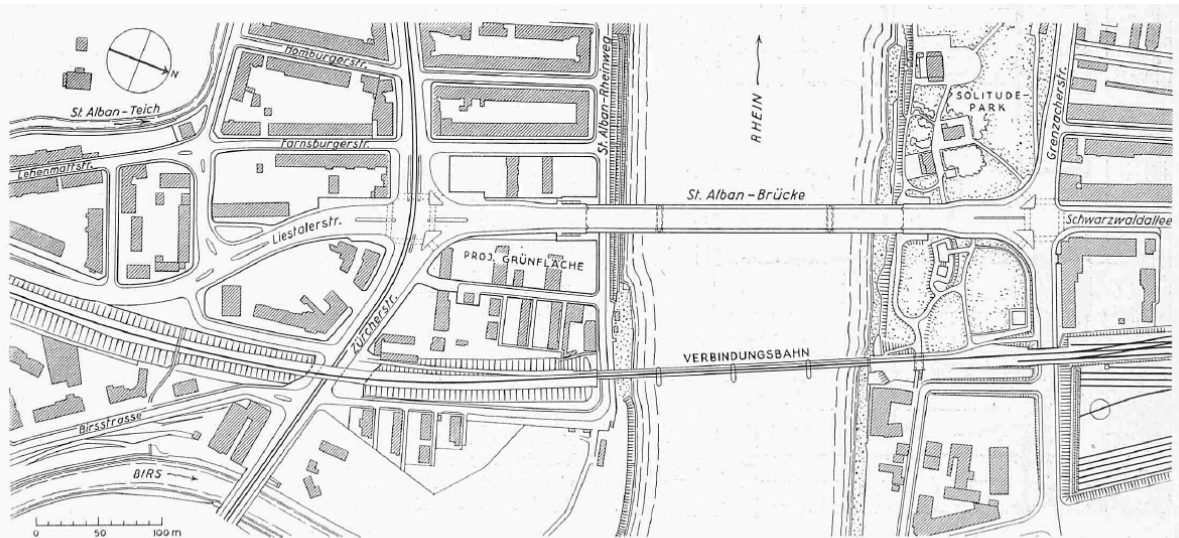 Homburgerstr.
N
St. Alban-Teich
Lehenmattstr.
Farnsburgerstr.
St. Alban-Rheinweg
RHEIN
SOLITUDE-
PARK
Grenzacherstr.
St. Alban-Brücke
Schwarzwaldallee
Liestalerstr.
PROJ. GRÜNFLÄCHE
Zürcherstr.
VERBINDUNGSBAHN
Birsstrasse
BIRS
0 50 100 m